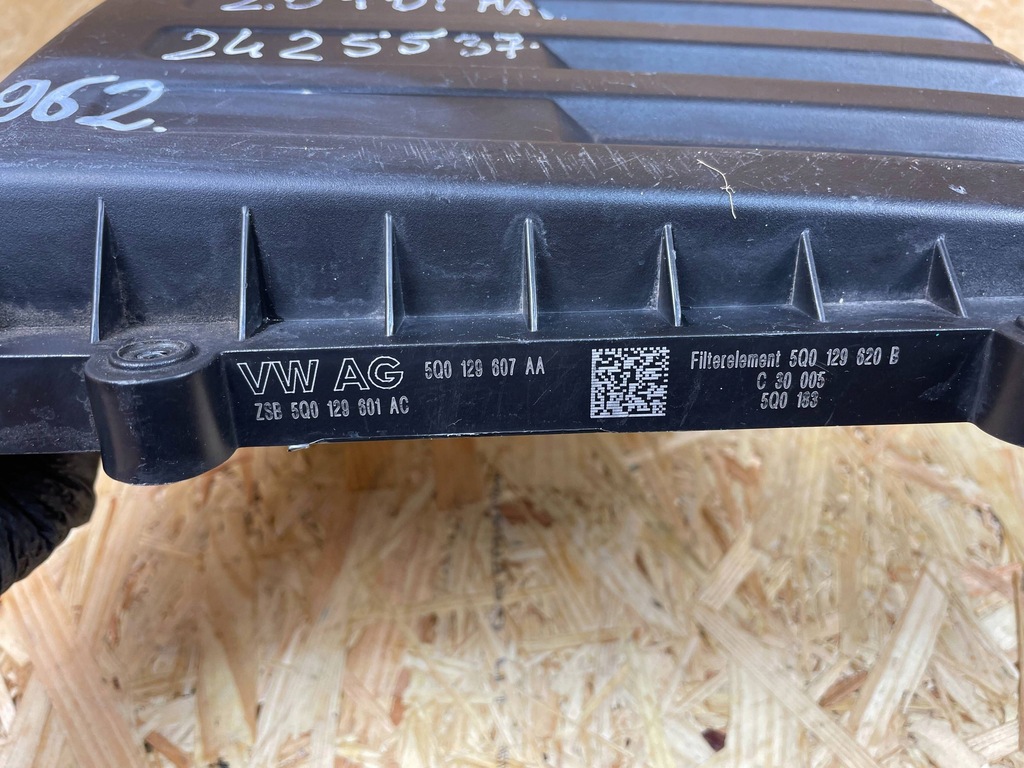 2425537.
962.
VW AG 5Q0 129 607 AA
ZSB 5Q0 129 601 AC
Filterelement 5Q0 129 620 B
C 30 005
5Q0 183